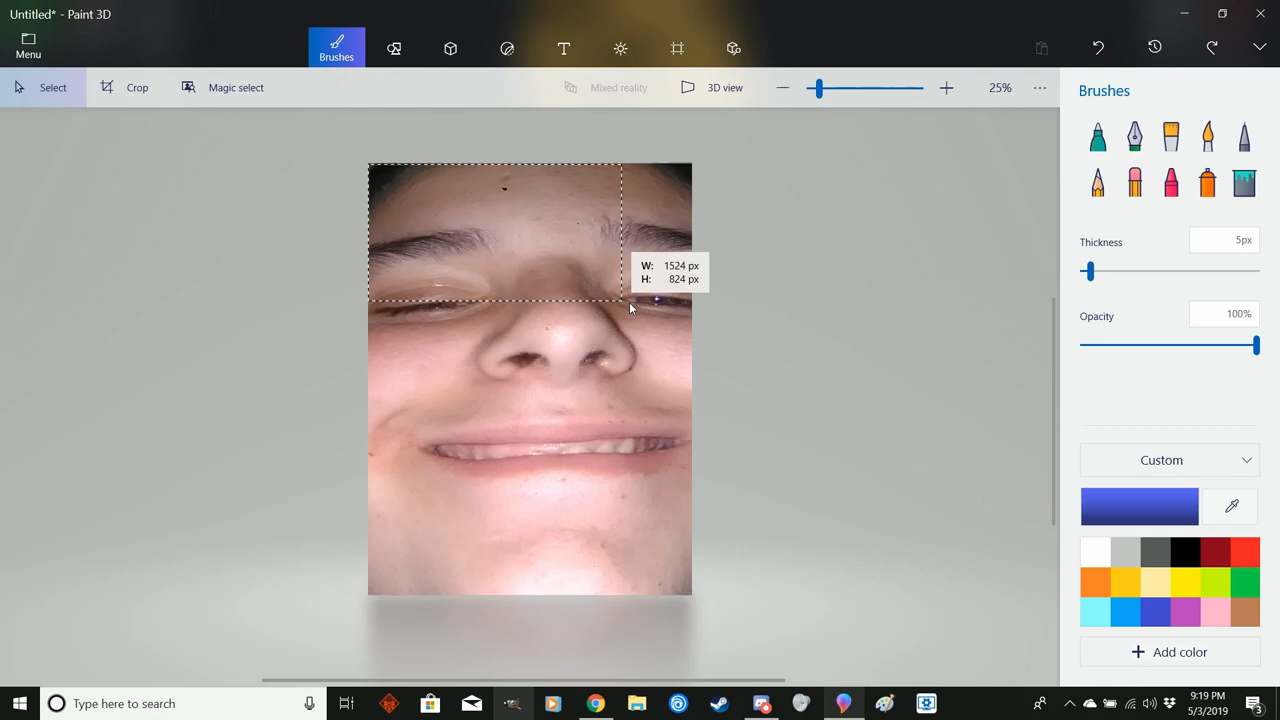 Untitled* - Paint 3D
Menu
Brushes
Select
Crop
Magic select
Mixed reality
3D view
25%
Brushes
Thickness
5px
Opacity
100%
W: 1524 px
H: 824 px
Custom
Add color
Type here to search
9:19 PM
5/3/2019
3